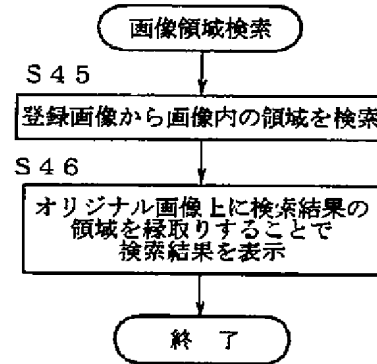 画像領域検索
S45
登録画像から画像内の領域を検索
S46
オリジナル画像上に検索結果の
領域を縁取りすることで
検索結果を表示
終 了